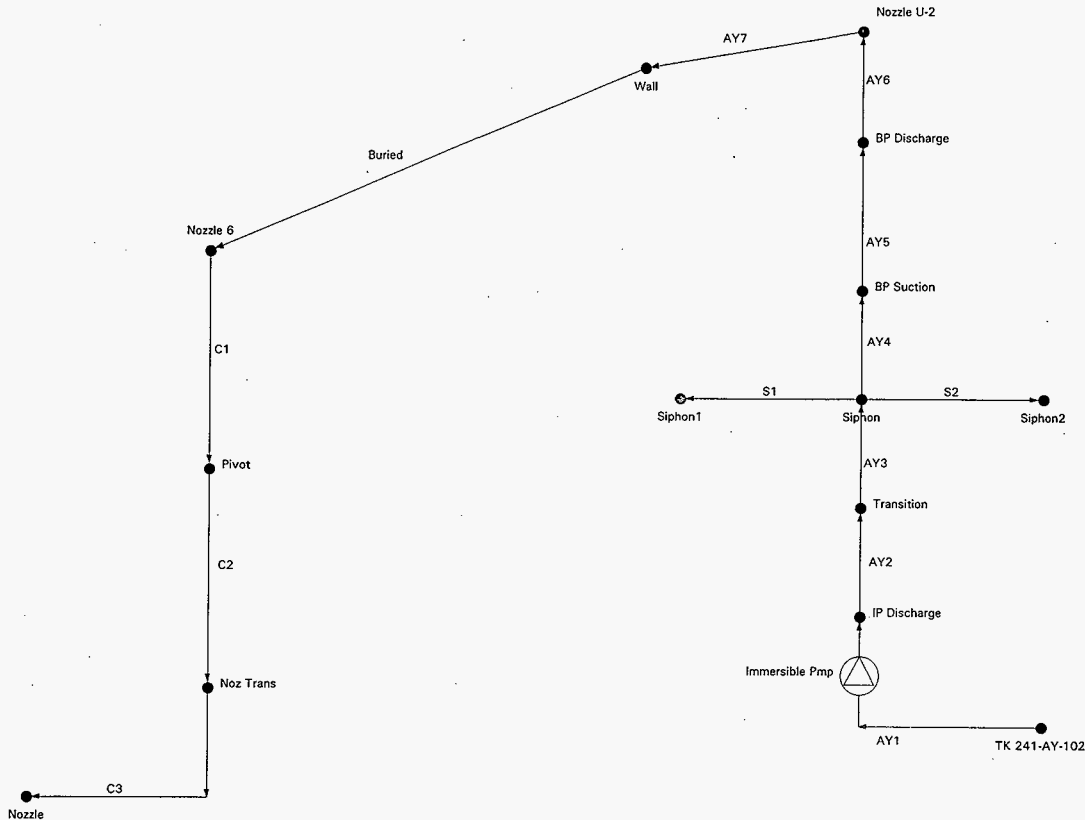 Nozzle U-2
AY7
AY6
Wall
BP Discharge
Buried
Nozzle 6
AY5
BP Suction
AY4
C1
S1
S2
Siphon1
Siphon
Siphon2
Pivot
AY3
Transition
C2
AY2
IP Discharge
Immersible Pmp
Noz Trans
AY1
TK 241-AY-102
C3
Nozzle